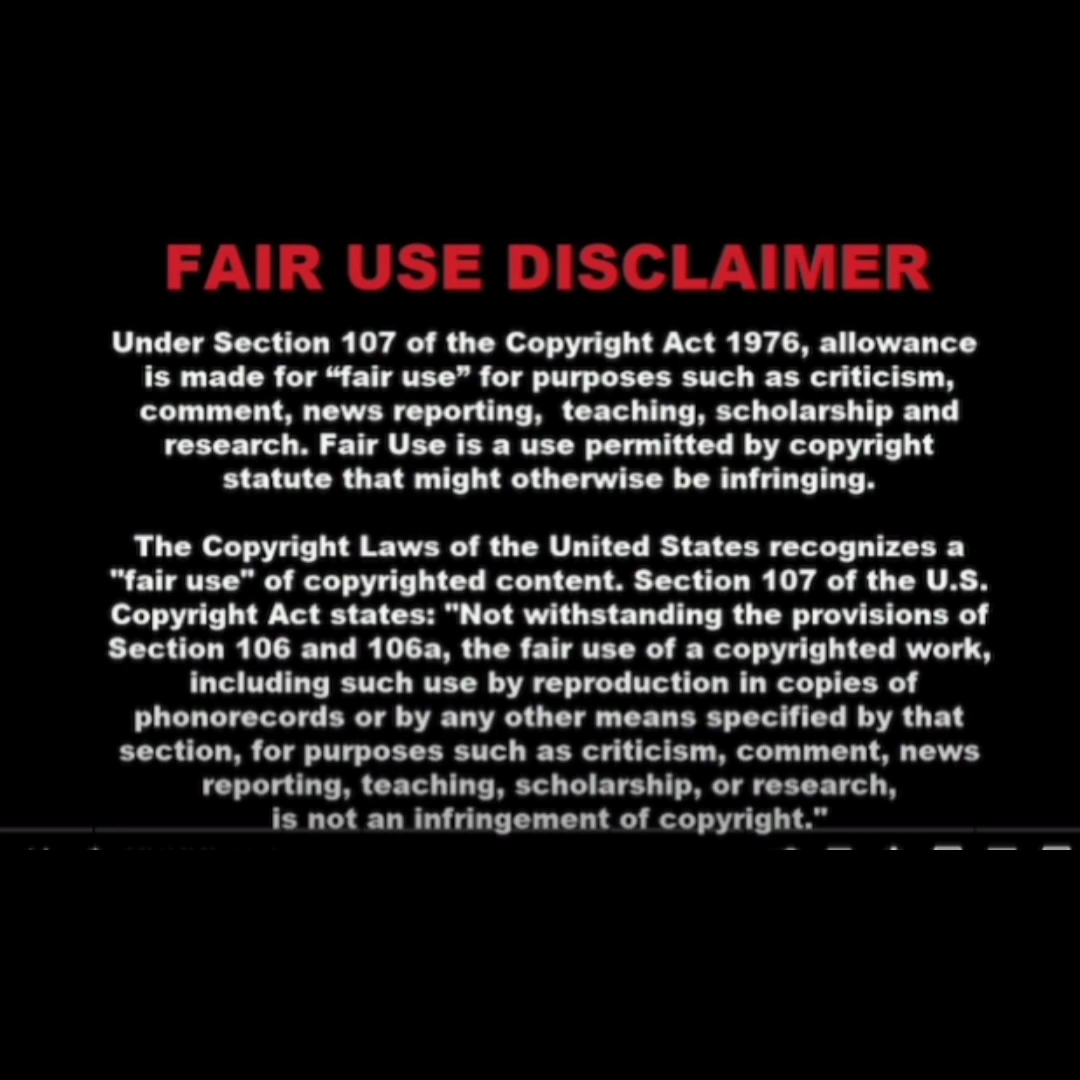 FAIR USE DISCLAIMER
Under Section 107 of the Copyright Act 1976, allowance
is made for “fair use” for purposes such as criticism,
comment, news reporting,  teaching, scholarship and
research. Fair Use is a use permitted by copyright
statute that might otherwise be infringing.
The Copyright Laws of the United States recognizes a
"fair use" of copyrighted content. Section 107 of the U.S.
Copyright Act states: "Not withstanding the provisions of
Section 106 and 106a, the fair use of a copyrighted work,
including such use by reproduction in copies of
phonorecords or by any other means specified by that
section, for purposes such as criticism, comment, news
reporting, teaching, scholarship, or research,
is not an infringement of copyright."